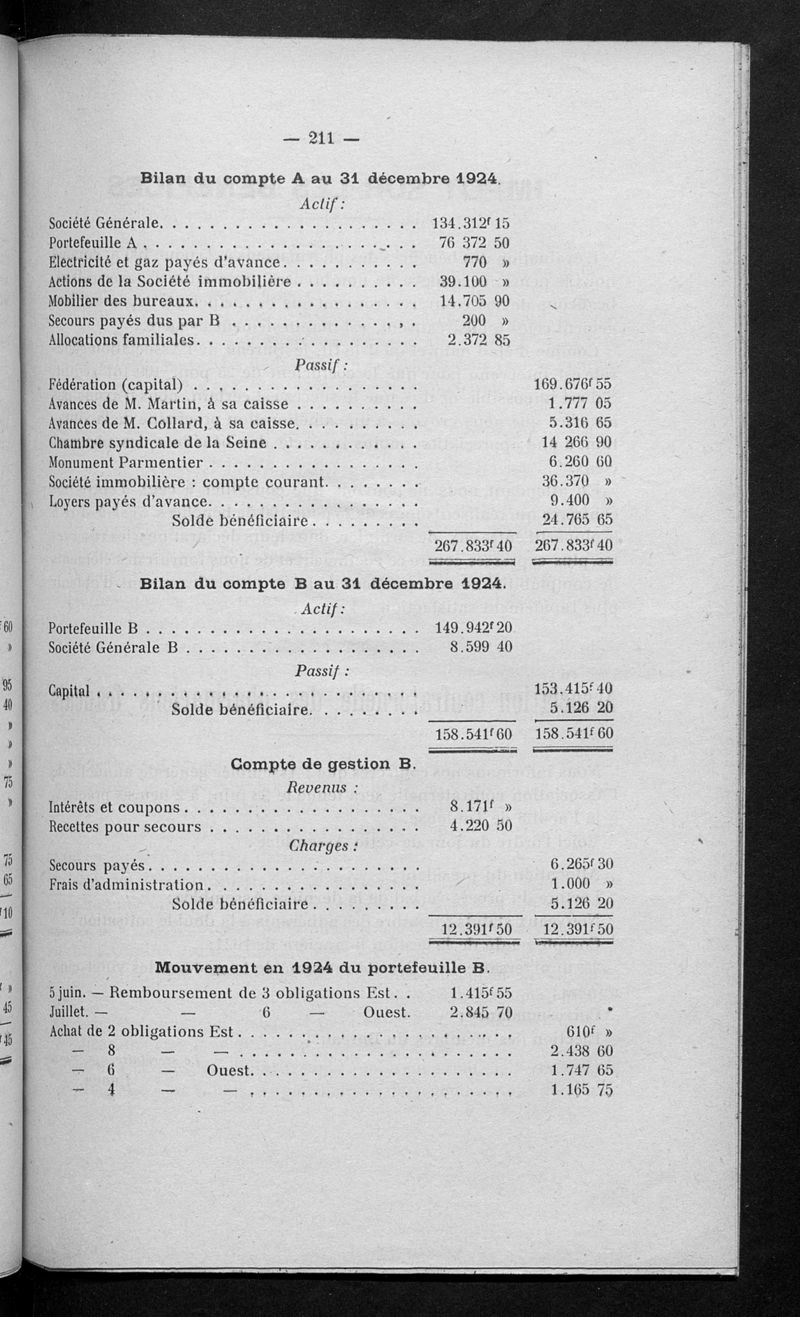 — 211 —
Bilan du compte A au 31 décembre 1924.
Actif :
Société Générale. . . . . . . . . . . . . . . . . . . . . 134.312f 15
Portefeuille A . . . . . . . . . . . . . . . . . . . . . . 76 372 50
Electricité et gaz payés d'avance. . . . . . . . . . . 770 »
Actions de la Société immobilière . . . . . . . . . . 39.100 »
Mobilier des bureaux. . . . . . . . . . . . . . . . . . 14.705 90
Secours payés dus par B . . . . . . . . . . . . . . . 200 »
Allocations familiales. . . . . . . . . . . . . . . . . . 2.372 85
Passif :
Fédération (capital) . . . . . . . . . . . . . . . . . . 169.676f 55
Avances de M. Martin, à sa caisse . . . . . . . . . . 1.777 05
Avances de M. Collard, à sa caisse. . . . . . . . . . 5.316 65
Chambre syndicale de la Seine . . . . . . . . . . . . 14 266 90
Monument Parmentier . . . . . . . . . . . . . . . . . 6.260 60
Société immobilière : compte courant. . . . . . . . 36.370 »
Loyers payés d'avance. . . . . . . . . . . . . . . . . 9.400 »
Solde bénéficiaire . . . . . . . . . 24.765 65
267.833f 40 267.833f 40
Bilan du compte B au 31 décembre 1924.
Actif :
Portefeuille B . . . . . . . . . . . . . . . . . . . . . . 149.942f 20
Société Générale B . . . . . . . . . . . . . . . . . . . 8.599 40
Passif :
Capital . . . . . . . . . . . . . . . . . . . . . . . . . . 153.415f 40
Solde bénéficiaire. . . . . . . . . 5.126 20
158.541f 60 158.541f 60
Compte de gestion B.
Revenus :
Intérêts et coupons . . . . . . . . . . . . . . . . . . . 8.171f »
Recettes pour secours . . . . . . . . . . . . . . . . . 4.220 50
Charges :
Secours payés . . . . . . . . . . . . . . . . . . . . . . 6.265f 30
Frais d'administration . . . . . . . . . . . . . . . . . 1.000 »
Solde bénéficiaire . . . . . . . . . 5.126 20
12.391f 50 12.391f 50
Mouvement en 1924 du portefeuille B.
5 juin. — Remboursement de 3 obligations Est. . 1.415f 55
Juillet. — — 6 — Ouest. 2.845 70
Achat de 2 obligations Est . . . . . . . . . . . . . . . . . . . . . . 610f »
— 8 — — . . . . . . . . . . . . . . . . . . . . . . 2.438 60
— 6 — Ouest. . . . . . . . . . . . . . . . . . . . . . 1.747 65
— 4 — — . . . . . . . . . . . . . . . . . . . . . 1.165 75